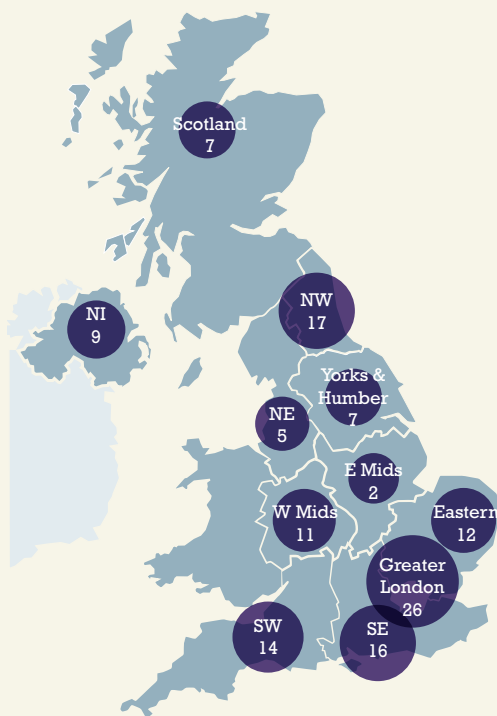 Scotland
7
NI
9
NW
17
Yorks &
Humber
7
NE
5
E Mids
2
W Mids
11
Eastern
12
Greater
London
26
SW
14
SE
16